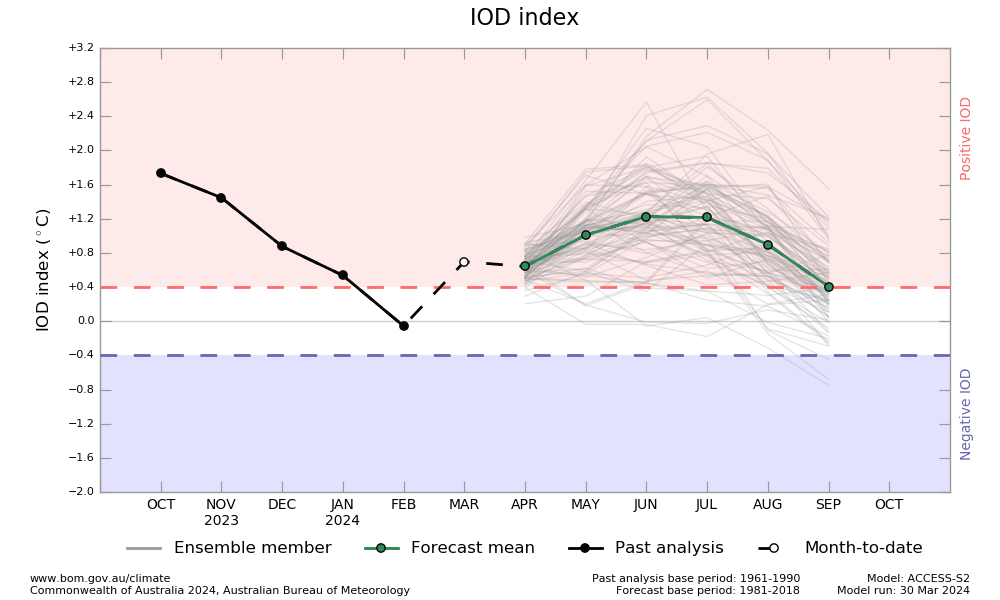 IOD index
+3.2
+2.8
+2.4
+2.0
+1.6
+1.2
+0.8
+0.4
0.0
−0.4
−0.8
−1.2
−1.6
−2.0
IOD index (°C)
Positive IOD
Negative IOD
OCT NOV DEC JAN FEB MAR APR MAY JUN JUL AUG SEP OCT
2023 2024
Ensemble member Forecast mean Past analysis Month-to-date
www.bom.gov.au/climate Past analysis base period: 1961-1990 Model: ACCESS-S2
Commonwealth of Australia 2024, Australian Bureau of Meteorology Forecast base period: 1981-2018 Model run: 30 Mar 2024